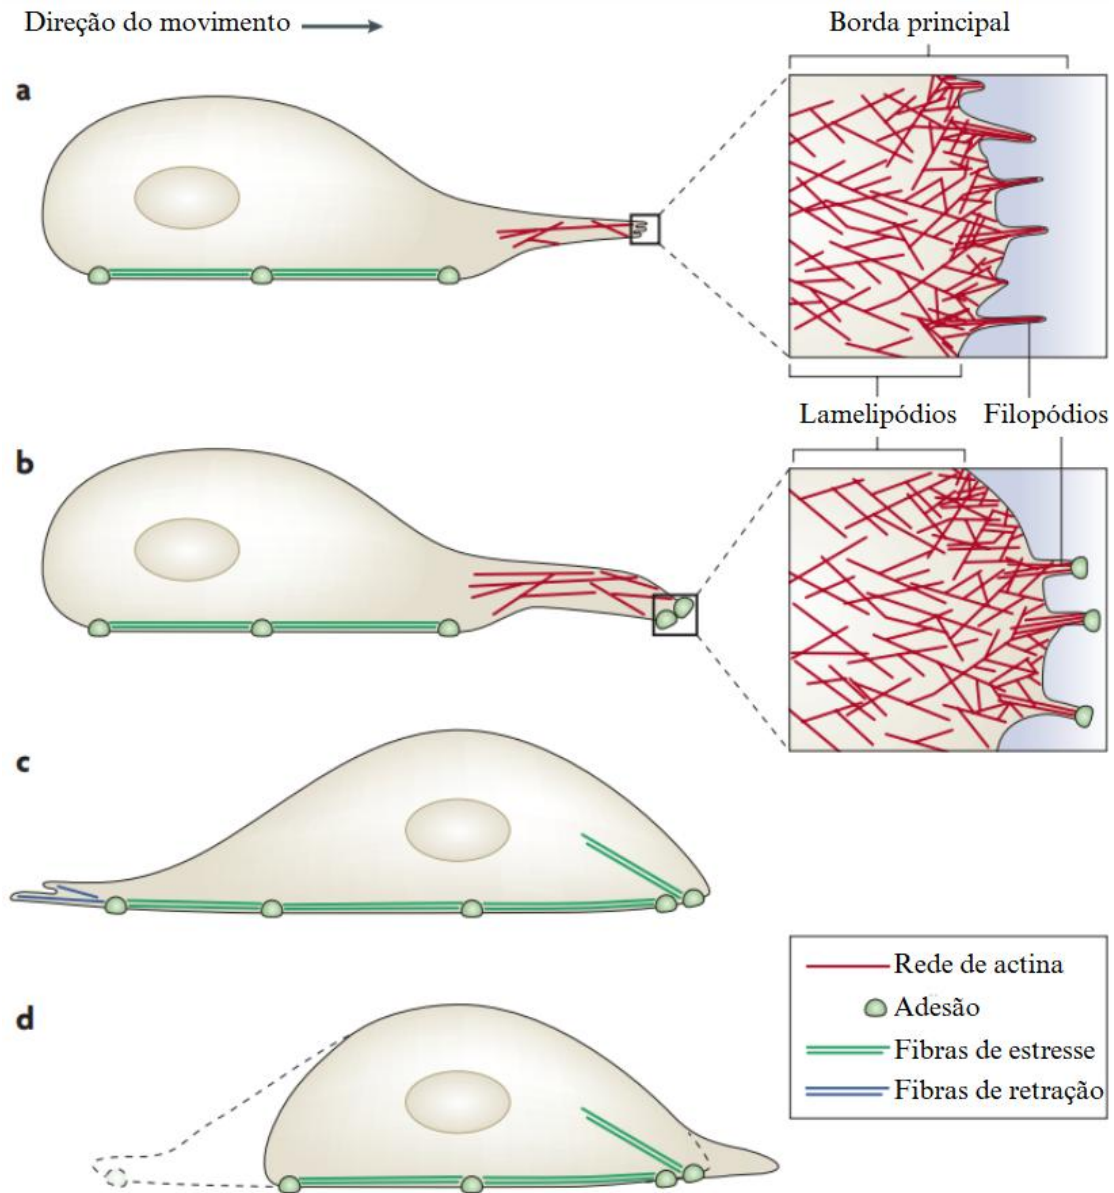 Direção do movimento
Borda principal
a
Lamelipódios
Filopódios
b
c
d
Rede de actina
Adesão
Fibras de estresse
Fibras de retração